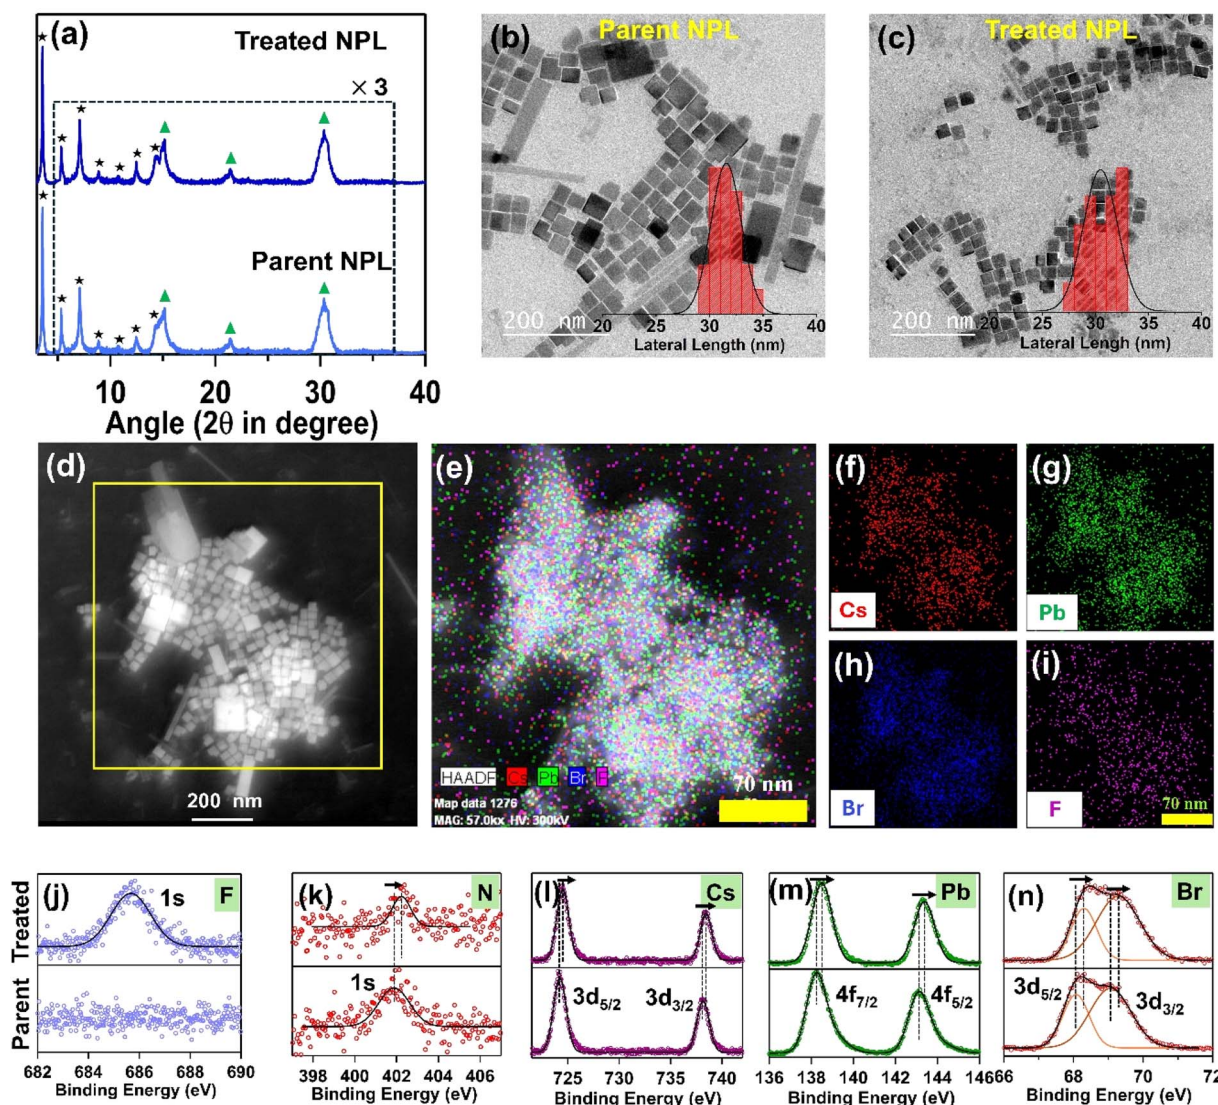 (a)
Treated NPL
× 3
Parent NPL
10 20 30 40
Angle (2θ in degree)
(b)
Parent NPL
200 nm
20 25 30 35 40
Lateral Length (nm)
(c)
Treated NPL
200 nm
20 25 30 35 40
Lateral Length (nm)
(d)
200 nm
(e)
HAADF Cs Pb Br F
Map data 1276
MAG: 57.0kx HV: 300kV
70 nm
(f)
Cs
(g)
Pb
(h)
Br
(i)
F
70 nm
Treated
Parent
(j)
1s
F
682 684 686 688 690
Binding Energy (eV)
(k)
N
1s
398 400 402 404 406
Binding Energy (eV)
(l)
Cs
3d5/2 3d3/2
725 730 735 740
Binding Energy (eV)
(m)
Pb
4f7/2 4f5/2
136 138 140 142 144 146
Binding Energy (eV)
(n)
Br
3d5/2 3d3/2
66 68 70 72
Binding Energy (eV)